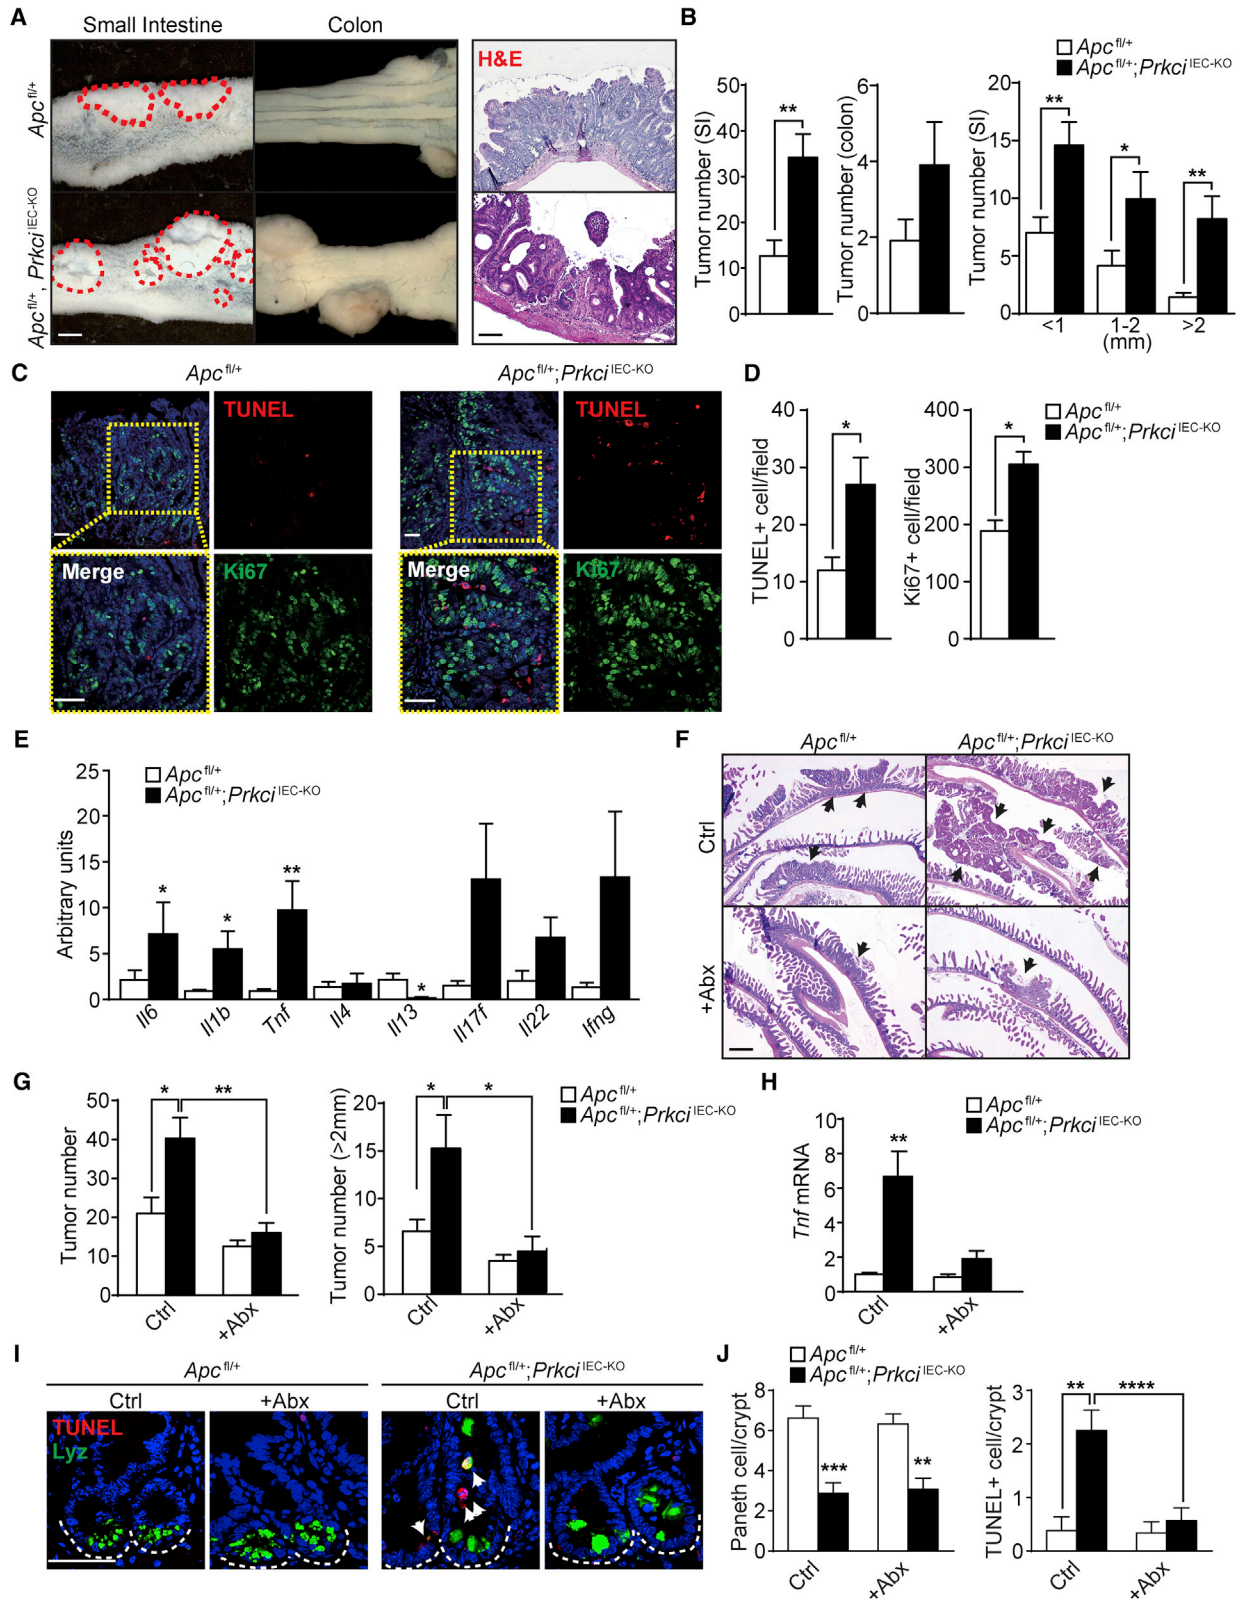 A
Small Intestine
Colon
Apc fl/+
Apc fl/+, Prkci IEC-KO
H&E
B
Apc fl/+
Apc fl/+;Prkci IEC-KO
Tumor number (SI)
50
40
30
20
10
0
**
Tumor number (colon)
6
4
2
0
Tumor number (SI)
20
15
10
5
0
**
*
**
<1
1-2
>2
(mm)
C
Apc fl/+
Apc fl/+;Prkci IEC-KO
TUNEL
TUNEL
Merge
Ki67
Merge
Ki67
D
Apc fl/+
Apc fl/+;Prkci IEC-KO
TUNEL+ cell/field
40
30
20
10
0
*
Ki67+ cell/field
400
300
200
100
0
*
E
Apc fl/+
Apc fl/+;Prkci IEC-KO
Arbitrary units
25
20
15
10
5
0
*
*
**
*
Il6
Il1b
Tnf
Il4
Il13
Il17f
Il22
Ifng
F
Apc fl/+
Apc fl/+;Prkci IEC-KO
Ctrl
+Abx
G
Apc fl/+
Apc fl/+;Prkci IEC-KO
Tumor number
50
40
30
20
10
0
*
**
Ctrl
+Abx
Tumor number (>2mm)
20
15
10
5
0
*
*
Ctrl
+Abx
H
Apc fl/+
Apc fl/+;Prkci IEC-KO
Tnf mRNA
10
8
6
4
2
0
**
Ctrl
+Abx
I
Apc fl/+
Apc fl/+;Prkci IEC-KO
Ctrl
+Abx
Ctrl
+Abx
TUNEL
Lyz
J
Apc fl/+
Apc fl/+;Prkci IEC-KO
Paneth cell/crypt
8
6
4
2
0
***
**
Ctrl
+Abx
TUNEL+ cell/crypt
3
2
1
0
**
****
Ctrl
+Abx